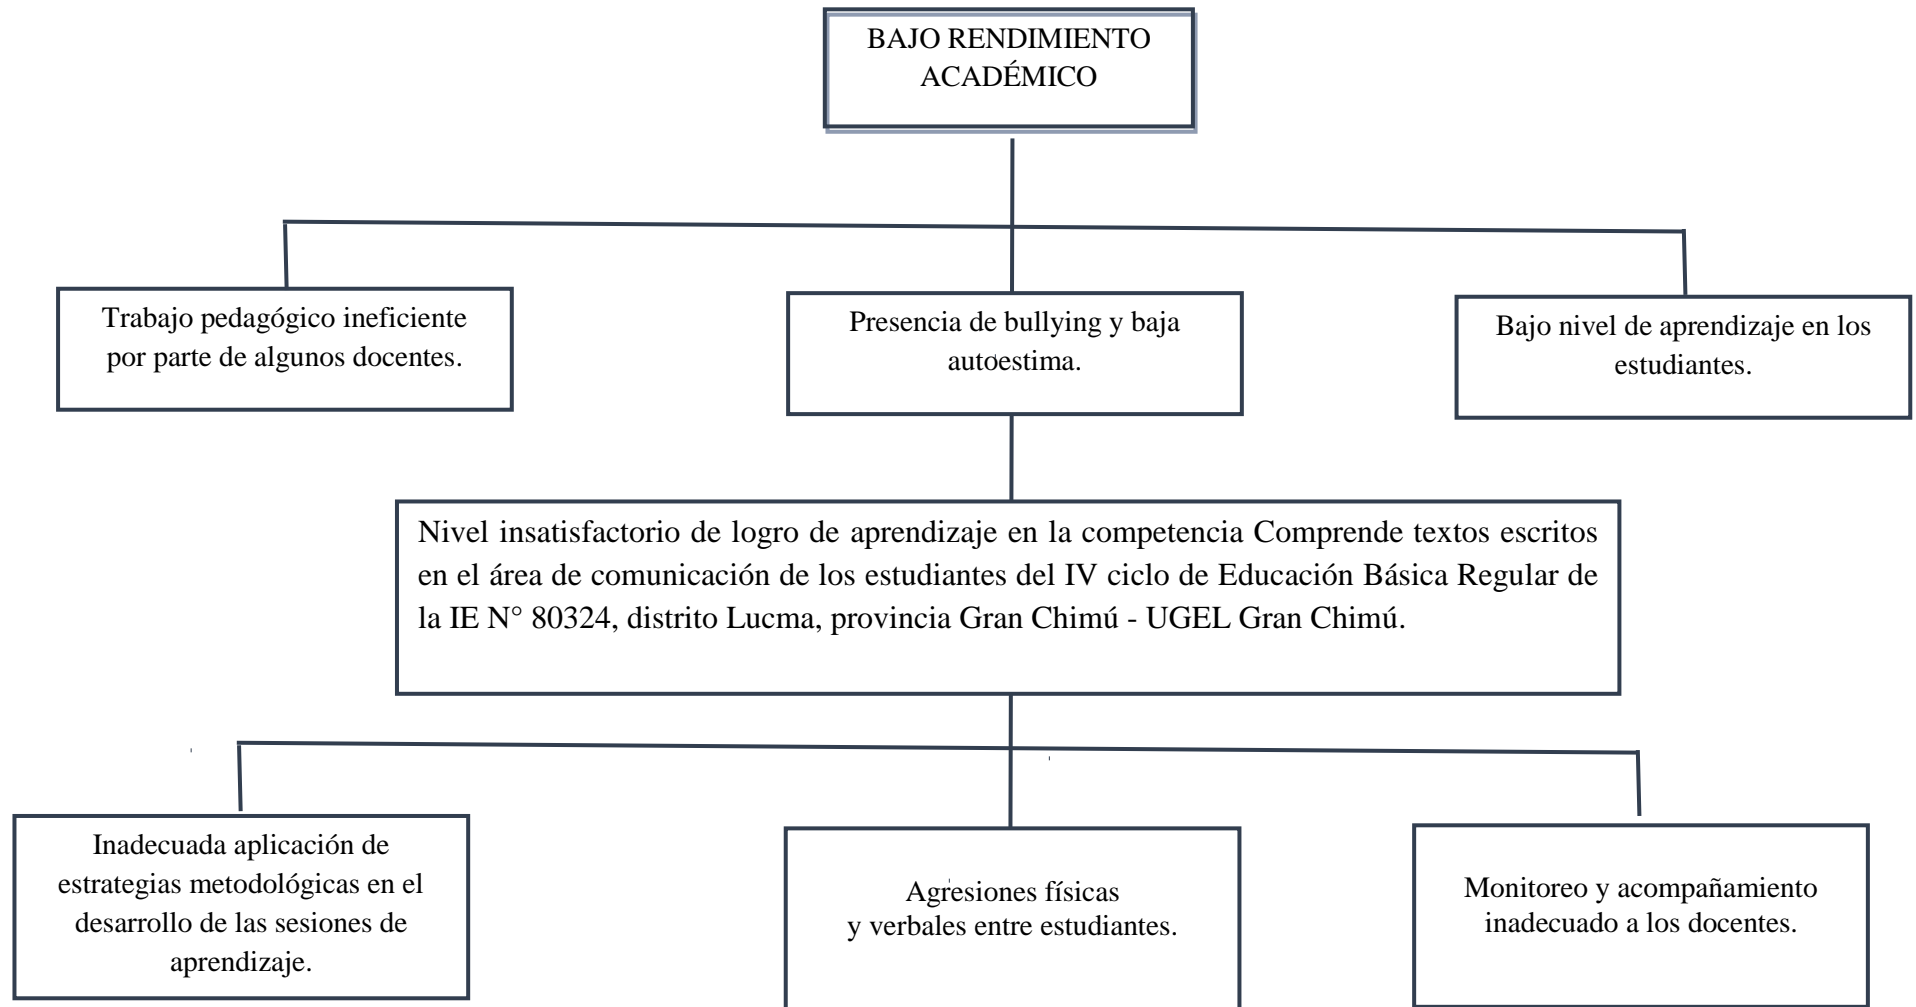 BAJO RENDIMIENTO
ACADÉMICO
Trabajo pedagógico ineficiente
por parte de algunos docentes.
Presencia de bullying y baja
autoestima.
Bajo nivel de aprendizaje en los
estudiantes.
Nivel insatisfactorio de logro de aprendizaje en la competencia Comprende textos escritos
en el área de comunicación de los estudiantes del IV ciclo de Educación Básica Regular de
la IE N° 80324, distrito Lucma, provincia Gran Chimú - UGEL Gran Chimú.
Inadecuada aplicación de
estrategias metodológicas en el
desarrollo de las sesiones de
aprendizaje.
Agresiones físicas
y verbales entre estudiantes.
Monitoreo y acompañamiento
inadecuado a los docentes.